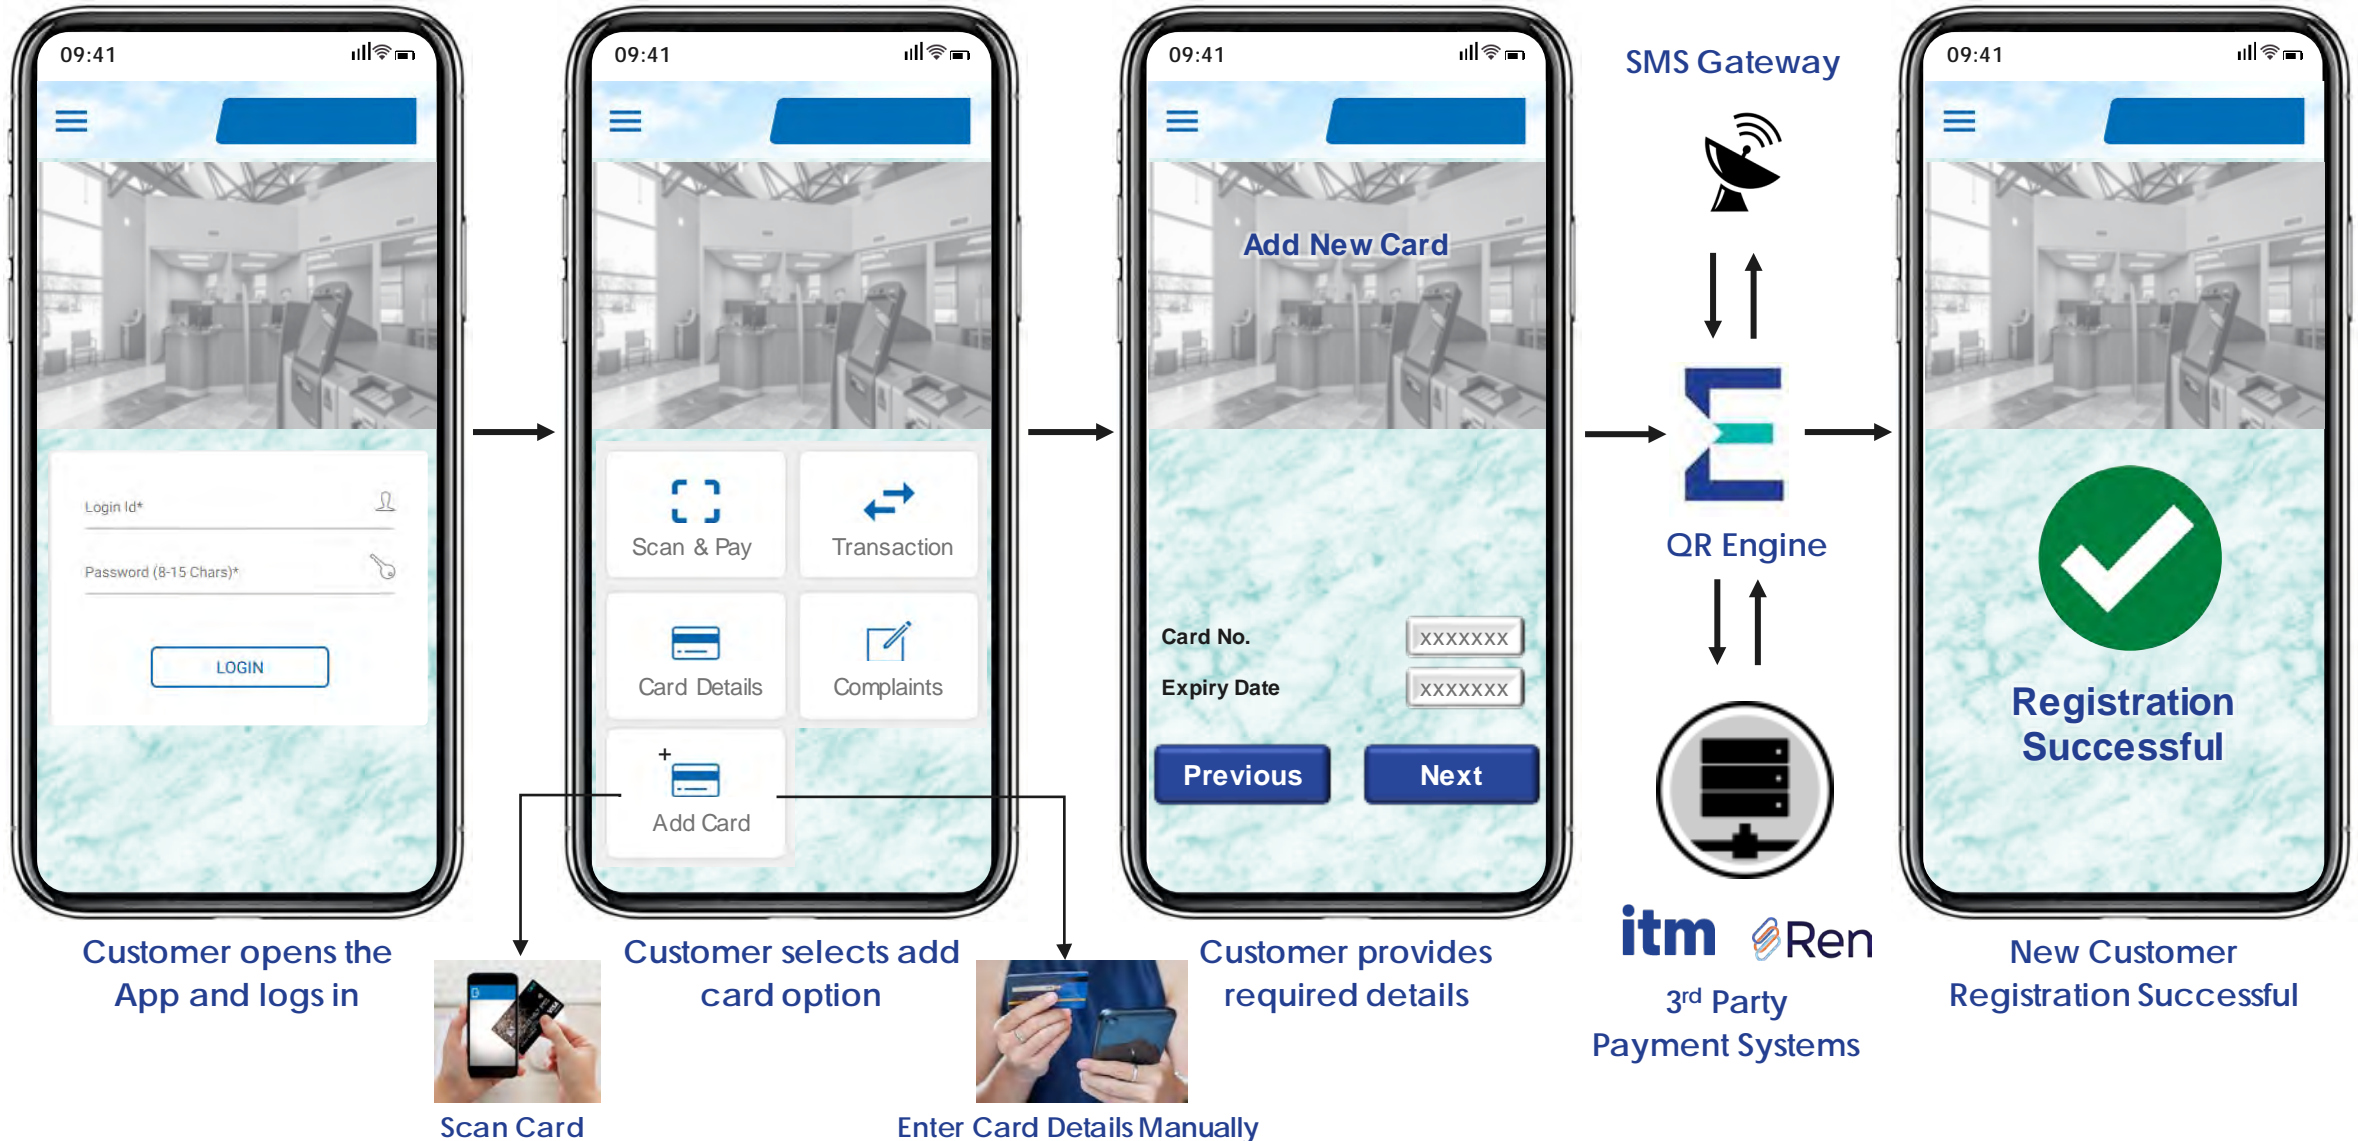 09:41
Login Id*
Password (8-15 Chars)*
LOGIN
Customer opens the
App and logs in
09:41
Scan & Pay
Transaction
Card Details
Complaints
+
Add Card
Customer selects add
card option
Scan Card
Enter Card Details Manually
09:41
Add New Card
Card No.
xxxxxxx
Expiry Date
xxxxxxx
Previous
Next
Customer provides
required details
SMS Gateway
QR Engine
itm
Ren
3rd Party
Payment Systems
09:41
Registration
Successful
New Customer
Registration Successful
VISA